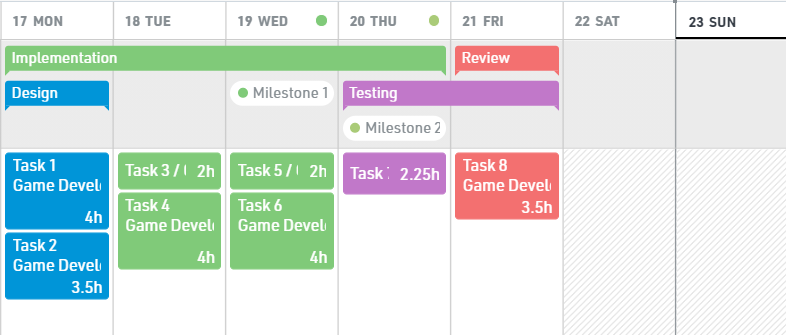 17 MON
18 TUE
19 WED
20 THU
21 FRI
22 SAT
23 SUN
Implementation
Review
Design
Milestone 1
Testing
Milestone 2
Task 1
Game Devel
4h
Task 2
Game Devel
3.5h
Task 3 /
2h
Task 4
Game Devel
4h
Task 5 /
2h
Task 6
Game Devel
4h
Task
2.25h
Task 8
Game Devel
3.5h